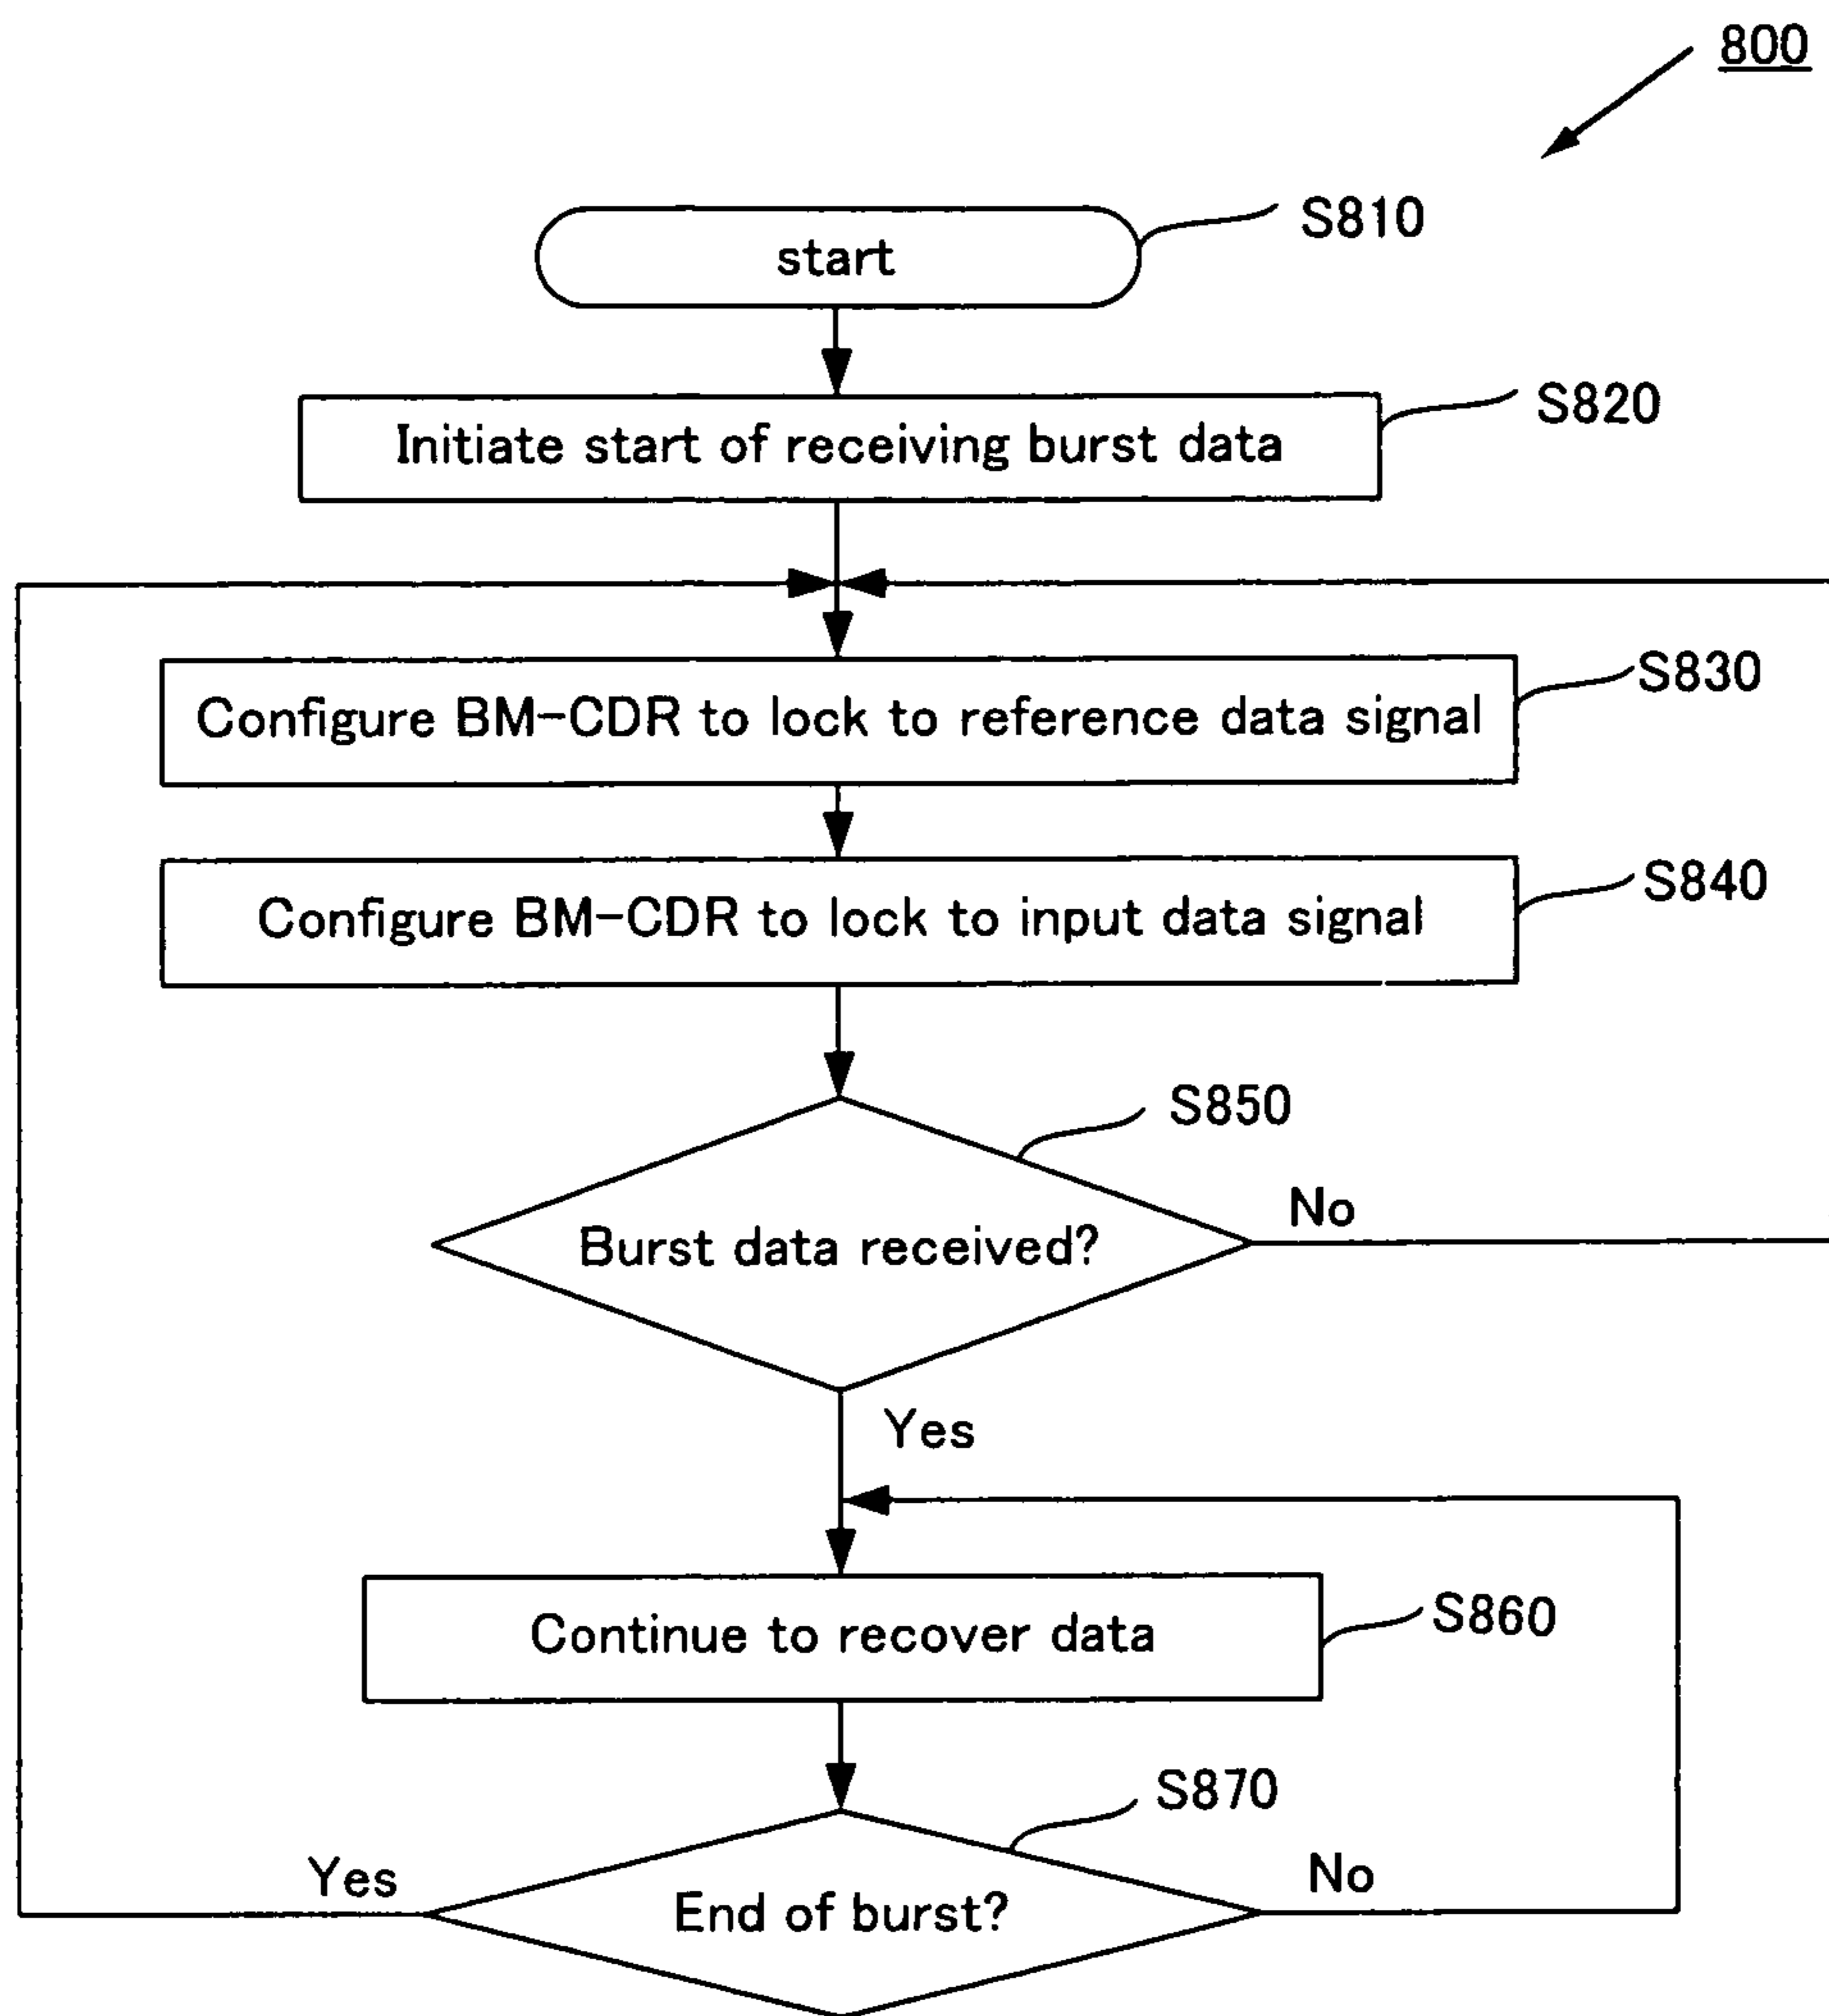 800
start
S810
Initiate start of receiving burst data
S820
Configure BM-CDR to lock to reference data signal
S830
Configure BM-CDR to lock to input data signal
S840
S850
Burst data received?
No
Yes
Continue to recover data
S860
S870
Yes
End of burst?
No